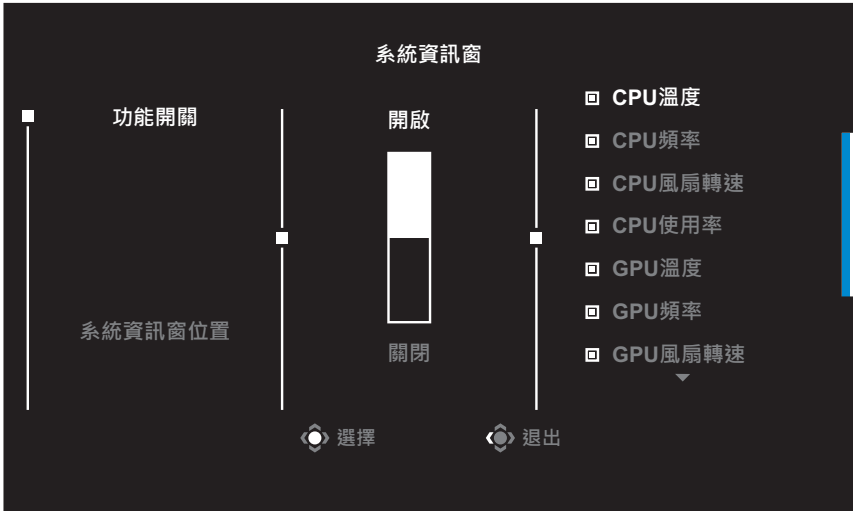 系統資訊窗
功能開關
系統資訊窗位置
開啟
關閉
CPU溫度
CPU頻率
CPU風扇轉速
CPU使用率
GPU溫度
GPU頻率
GPU風扇轉速
選擇
退出